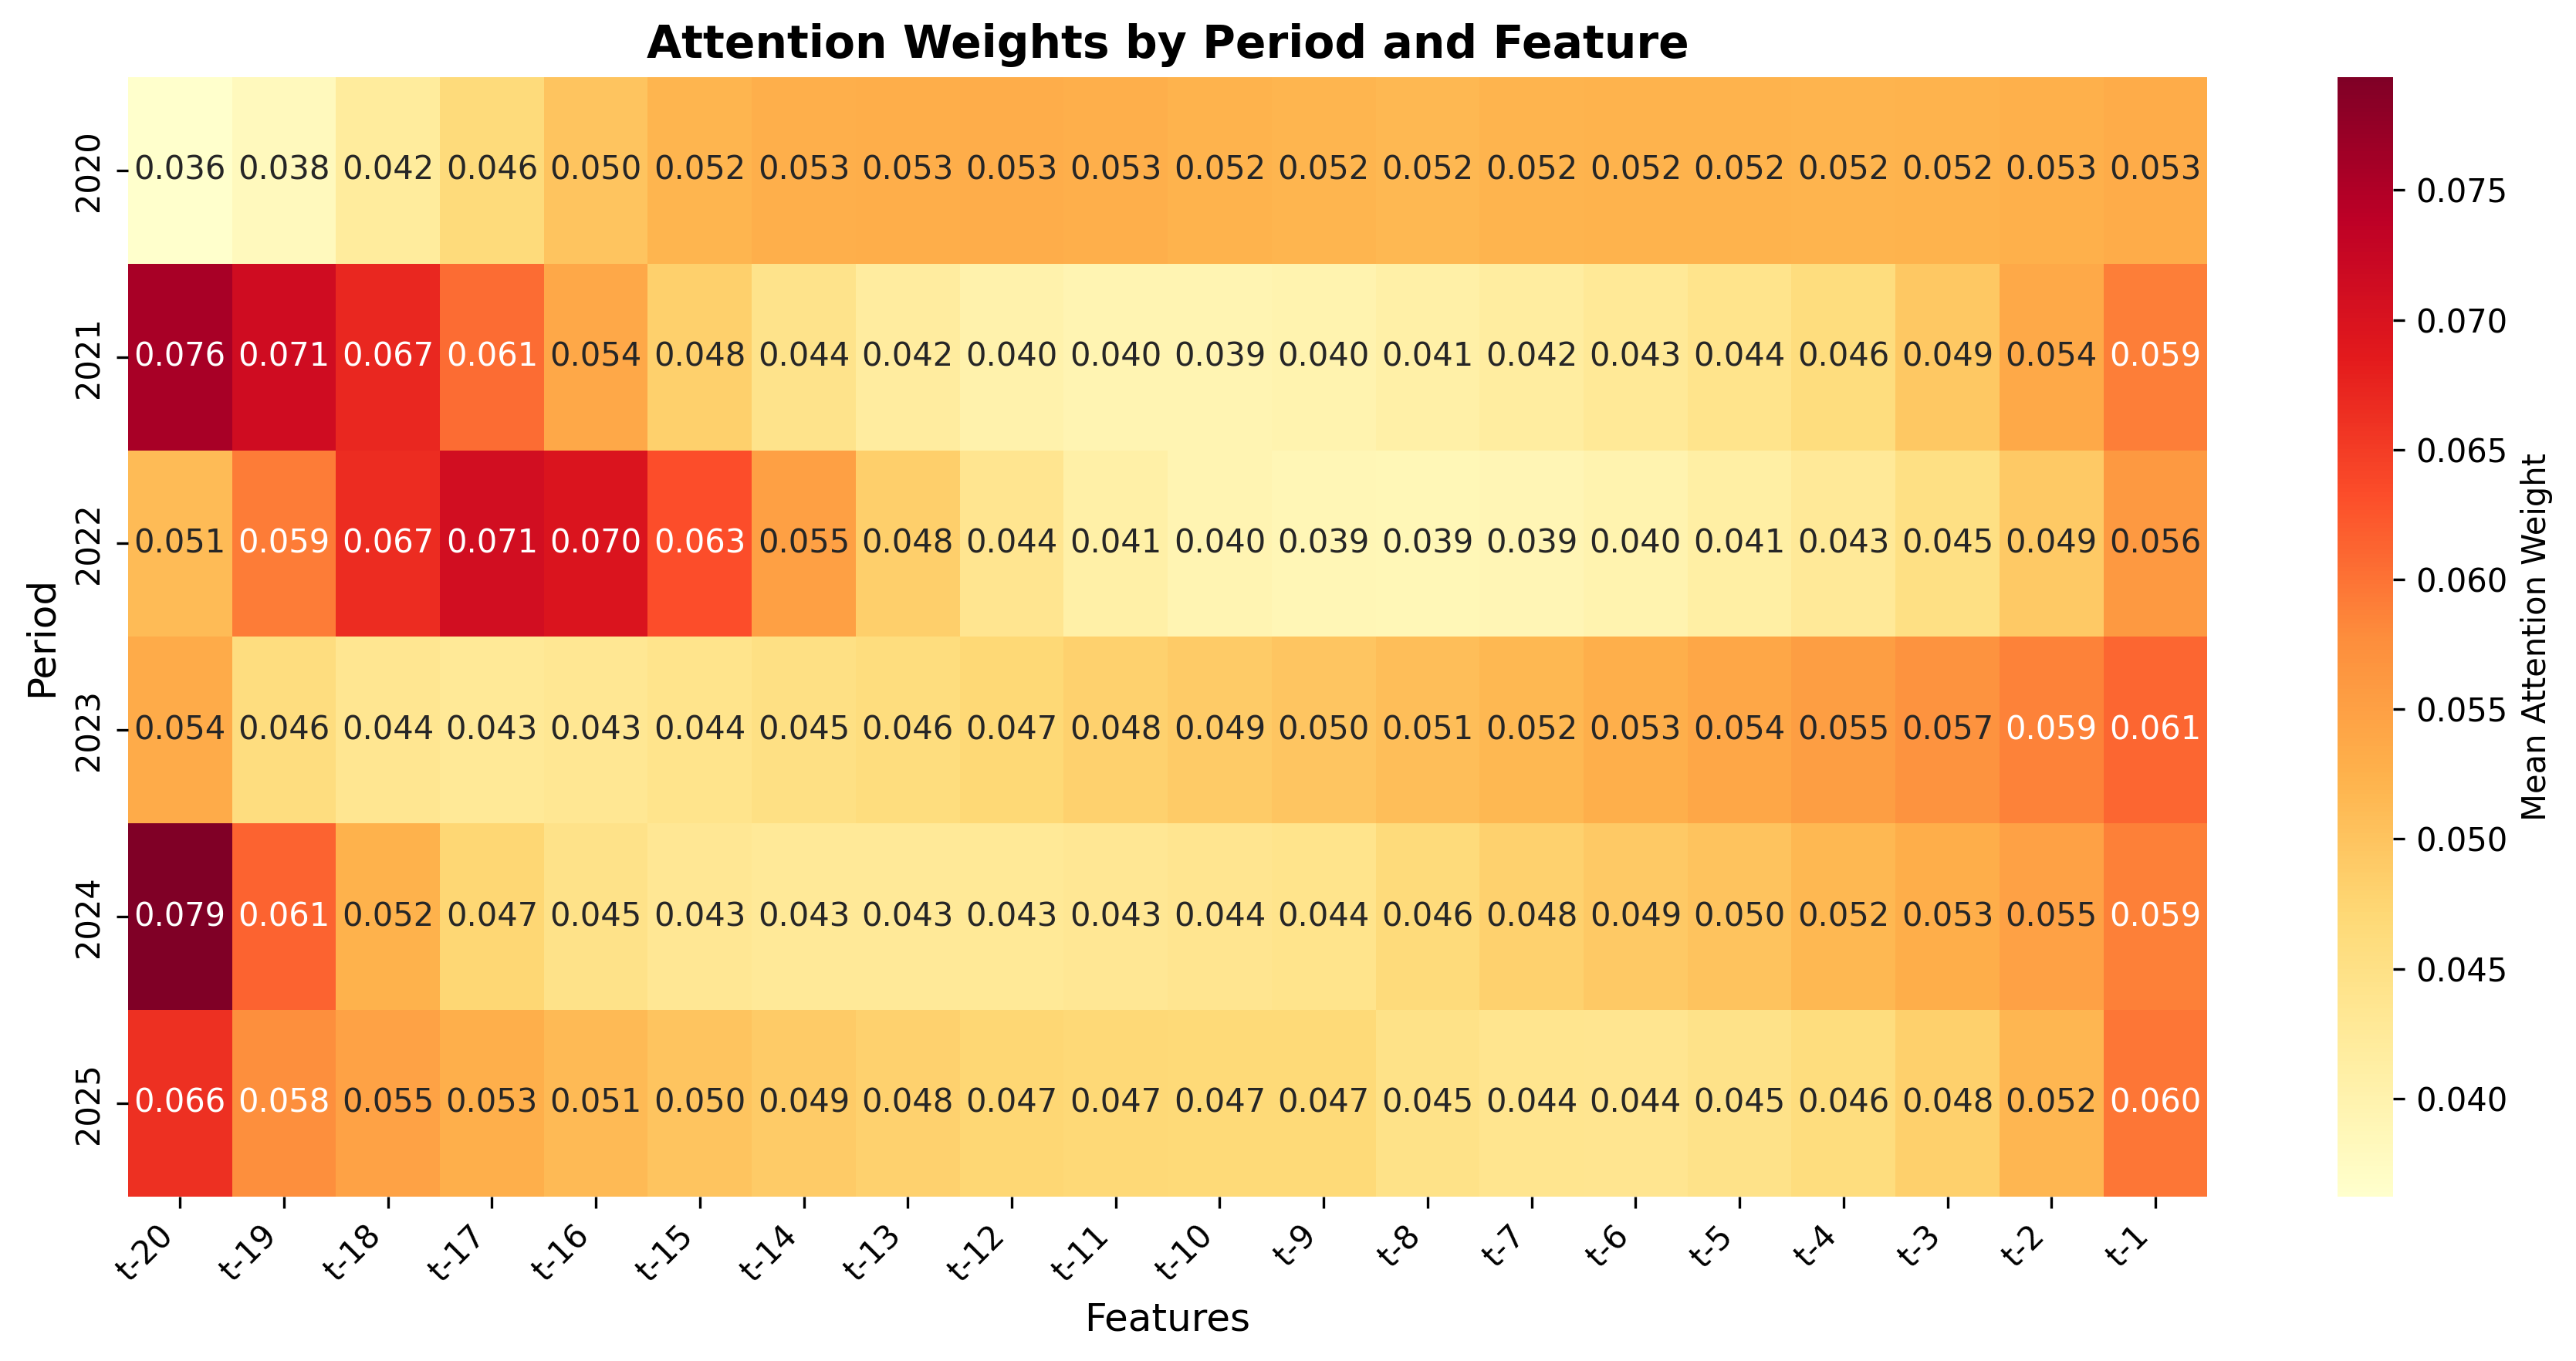 Attention Weights by Period and Feature
2020 0.036 0.038 0.042 0.046 0.050 0.052 0.053 0.053 0.053 0.053 0.052 0.052 0.052 0.052 0.052 0.052 0.052 0.052 0.053 0.053
2021 0.076 0.071 0.067 0.061 0.054 0.048 0.044 0.042 0.040 0.040 0.039 0.040 0.041 0.042 0.043 0.044 0.046 0.049 0.054 0.059
2022 0.051 0.059 0.067 0.071 0.070 0.063 0.055 0.048 0.044 0.041 0.040 0.039 0.039 0.039 0.040 0.041 0.043 0.045 0.049 0.056
2023 0.054 0.046 0.044 0.043 0.043 0.044 0.045 0.046 0.047 0.048 0.049 0.050 0.051 0.052 0.053 0.054 0.055 0.057 0.059 0.061
2024 0.079 0.061 0.052 0.047 0.045 0.043 0.043 0.043 0.043 0.043 0.044 0.044 0.046 0.048 0.049 0.050 0.052 0.053 0.055 0.059
2025 0.066 0.058 0.055 0.053 0.051 0.050 0.049 0.048 0.047 0.047 0.047 0.047 0.045 0.044 0.044 0.045 0.046 0.048 0.052 0.060
Period
t-20 t-19 t-18 t-17 t-16 t-15 t-14 t-13 t-12 t-11 t-10 t-9 t-8 t-7 t-6 t-5 t-4 t-3 t-2 t-1
Features
0.075
0.070
0.065
0.060
0.055
0.050
0.045
0.040
Mean Attention Weight